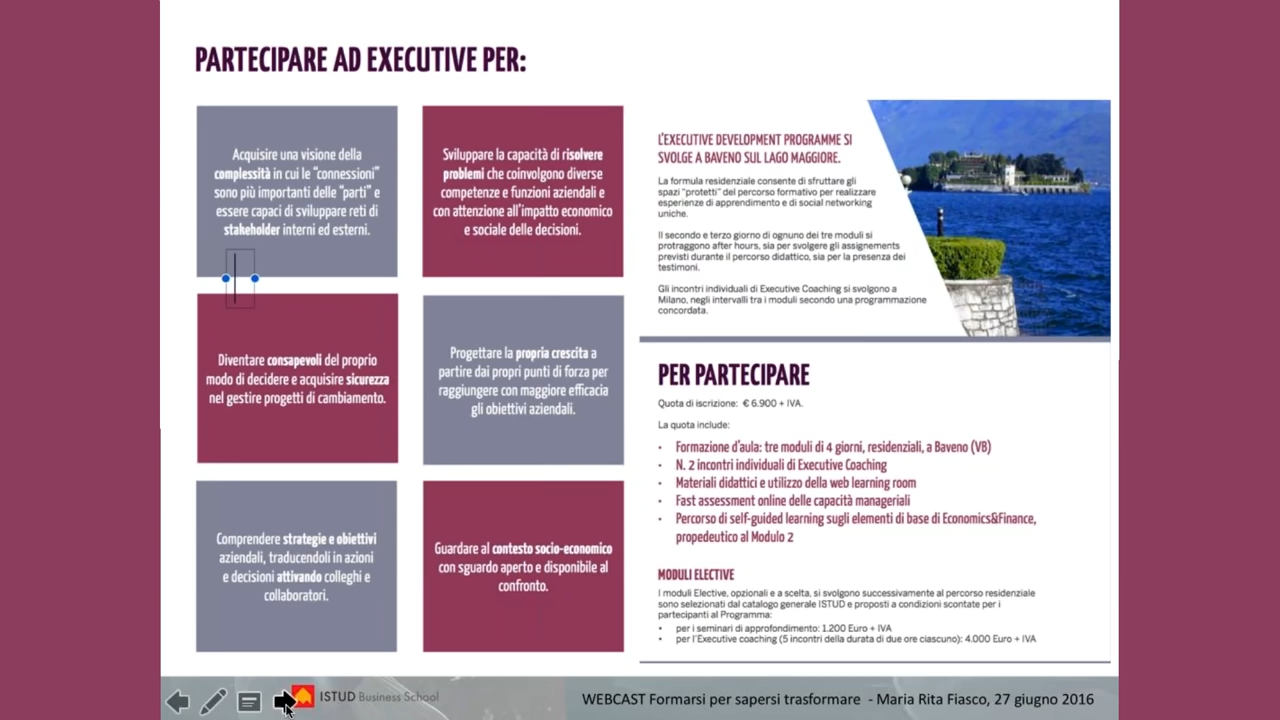 PARTECIPARE AD EXECUTIVE PER:
Acquisire una visione della
complessità in cui le “connessioni”
sono più importanti delle “parti” e
essere capaci di sviluppare reti di
stakeholder interni ed esterni.
Sviluppare la capacità di risolvere
problemi che coinvolgono diverse
competenze e funzioni aziendali e
con attenzione all’impatto economico
e sociale delle decisioni.
Diventare consapevoli del proprio
modo di decidere e acquisire sicurezza
nel gestire progetti di cambiamento.
Progettare la propria crescita a
partire dai propri punti di forza per
raggiungere con maggiore efficacia
gli obiettivi aziendali.
Comprendere strategie e obiettivi
aziendali, traducendoli in azioni
e decisioni attivando colleghi e
collaboratori.
Guardare al contesto socio-economico
con sguardo aperto e disponibile al
confronto.
L’EXECUTIVE DEVELOPMENT PROGRAMME SI
SVOLGE A BAVENO SUL LAGO MAGGIORE.
La formula residenziale consente di sfruttare gli
spazi “protetti” del percorso formativo per realizzare
esperienze di apprendimento e di social networking
uniche.
Il secondo e terzo giorno di ognuno dei tre moduli si
protraggono after hours, sia per svolgere gli assignements
previsti durante il percorso didattico, sia per la presenza dei
testimoni.
Gli incontri individuali di Executive Coaching si svolgono a
Milano, negli intervalli tra i moduli secondo una programmazione
concordata.
PER PARTECIPARE
Quota di iscrizione: € 6.900 + IVA.
La quota include:
• Formazione d’aula: tre moduli di 4 giorni, residenziali, a Baveno (VB)
• N. 2 incontri individuali di Executive Coaching
• Materiali didattici e utilizzo della web learning room
• Fast assessment online delle capacità manageriali
• Percorso di self-guided learning sugli elementi di base di Economics&Finance,
propedeutico al Modulo 2
MODULI ELECTIVE
I moduli Elective, opzionali e a scelta, si svolgono successivamente al percorso residenziale
sono selezionati dal catalogo generale ISTUD e proposti a condizioni scontate per i
partecipanti al Programma:
• per i seminari di approfondimento: 1.200 Euro + IVA
• per l’Executive coaching (5 incontri della durata di due ore ciascuno): 4.000 Euro + IVA
ISTUD Business School
WEBCAST Formarsi per sapersi trasformare - Maria Rita Fiasco, 27 giugno 2016